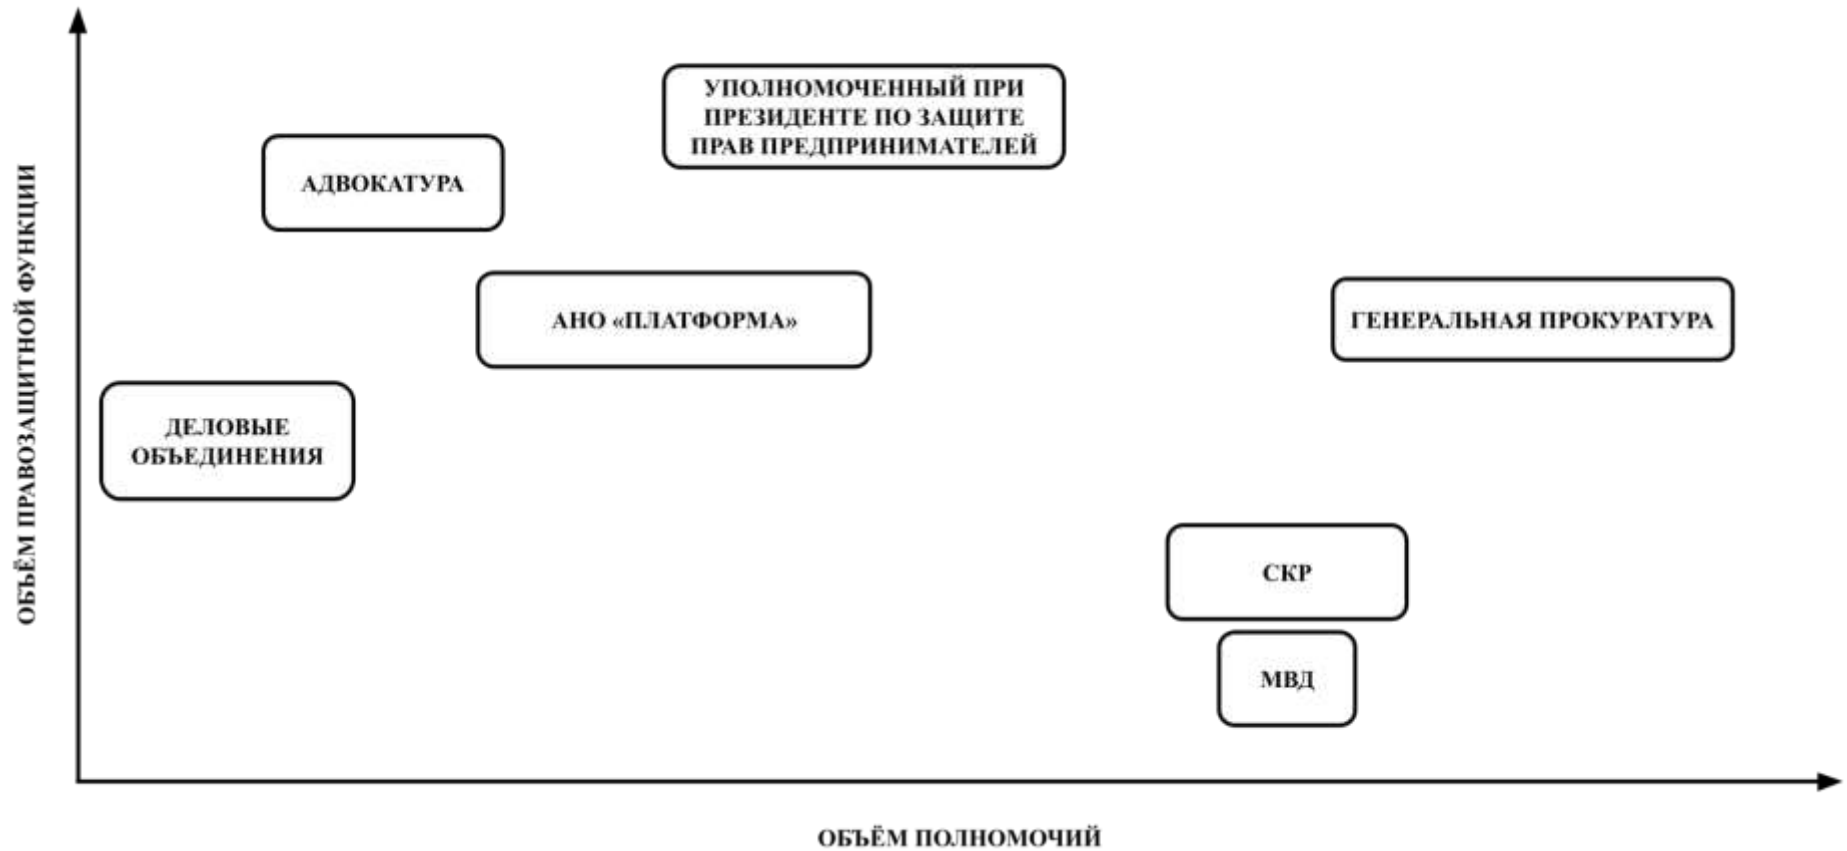 УПОЛНОМОЧЕННЫЙ ПРИ
ПРЕЗИДЕНТЕ ПО ЗАЩИТЕ
ПРАВ ПРЕДПРИНИМАТЕЛЕЙ
АДВОКАТУРА
АНО «ПЛАТФОРМА»
ГЕНЕРАЛЬНАЯ ПРОКУРАТУРА
ДЕЛОВЫЕ
ОБЪЕДИНЕНИЯ
СКР
МВД
ОБЪЁМ ПРАВОЗАЩИТНОЙ ФУНКЦИИ
ОБЪЁМ ПОЛНОМОЧИЙ